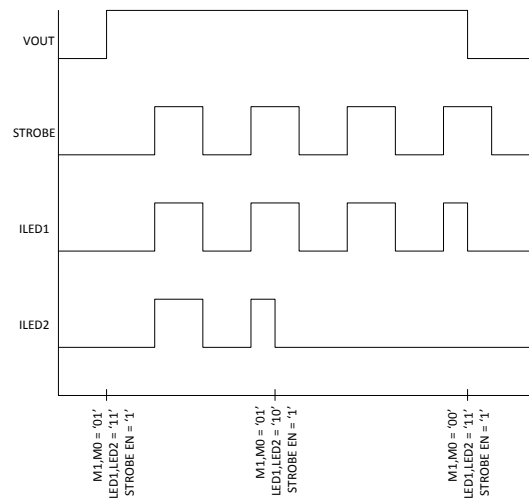 VOUT
STROBE
ILED1
ILED2
M1,M0 = ‘01’
LED1,LED2 = ‘11’
STROBE EN = ‘1’
M1,M0 = ‘01’
LED1,LED2 = ‘10’
STROBE EN = ‘1’
M1,M0 = ‘00’
LED1,LED2 = ‘11’
STROBE EN = ‘1’